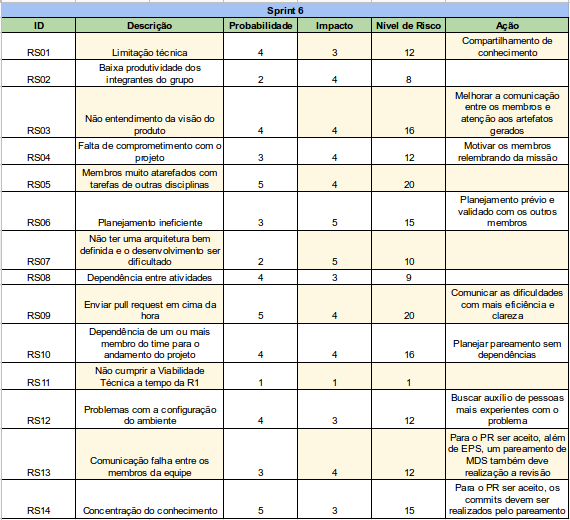 Sprint 6
ID Descrição Probabilidade Impacto Nível de Risco Ação
RS01 Limitação técnica 4 3 12 Compartilhamento de
conhecimento
RS02 Baixa produtividade dos
integrantes do grupo 2 4 8
RS03 Não entendimento da visão do
produto 4 4 16 Melhorar a comunicação
entre os membros e
atenção aos artefatos
gerados
RS04 Falta de comprometimento com o
projeto 3 4 12 Motivar os membros
relembrando da missão
RS05 Membros muito atarefados com
tarefas de outras disciplinas 5 4 20
RS06 Planejamento ineficiente 3 5 15 Planejamento prévio e
validado com os outros
membros
RS07 Não ter uma arquitetura bem
definida e o desenvolvimento ser
dificultado 2 5 10
RS08 Dependência entre atividades 4 3 9
RS09 Enviar pull request em cima da
hora 5 4 20 Comunicar as dificuldades
com mais eficiência e
clareza
RS10 Dependência de um ou mais
membro do time para o
andamento do projeto 4 4 16 Planejar pareamento sem
dependências
RS11 Não cumprir a Viabilidade
Técnica a tempo da R1 1 1 1
RS12 Problemas com a configuração
do ambiente 4 3 12 Buscar auxílio de pessoas
mais experientes com o
problema
RS13 Comunicação falha entre os
membros da equipe 3 4 12 Para o PR ser aceito, além
de EPS, um pareamento de
MDS também deve
realização a revisão
RS14 Concentração do conhecimento 5 3 15 Para o PR ser aceito, os
commits devem ser
realizados pelo pareamento